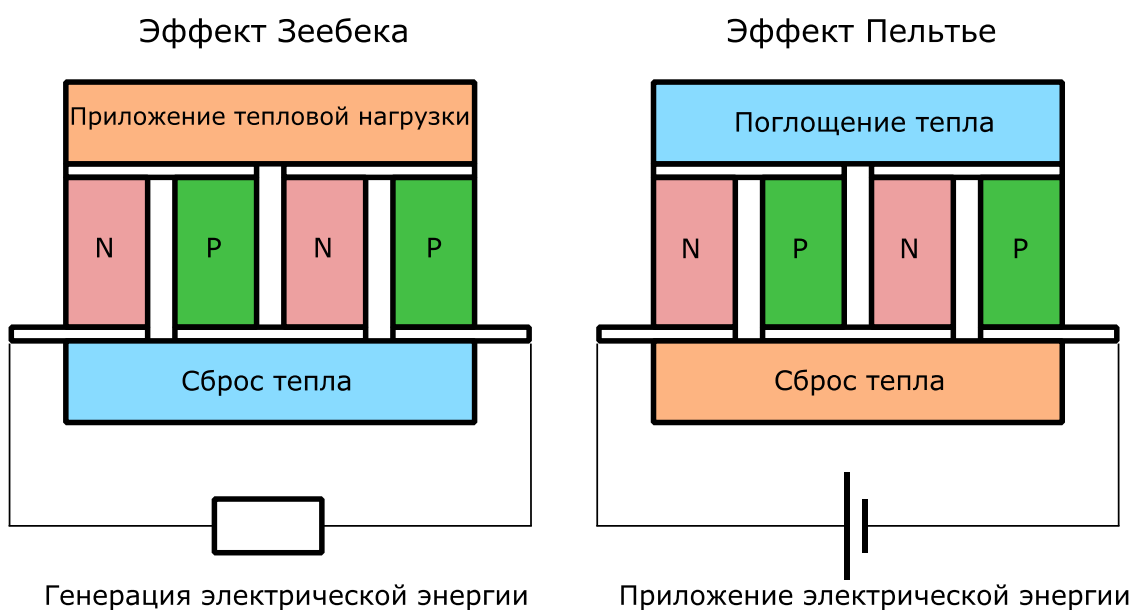 Эффект Зеебека
Приложение тепловой нагрузки
N
P
N
P
Сброс тепла
Генерация электрической энергии
Эффект Пельтье
Поглощение тепла
N
P
N
P
Сброс тепла
Приложение электрической энергии